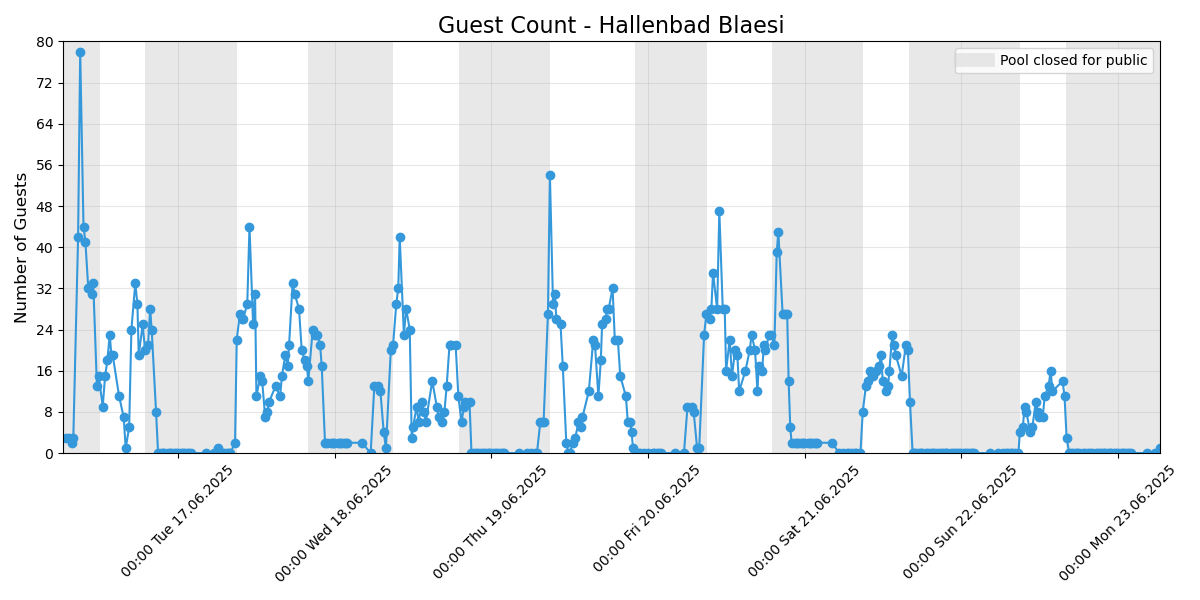 Guest Count - Hallenbad Blaesi
Pool closed for public
Number of Guests
80
72
64
56
48
40
32
24
16
8
0
00:00 Tue 17.06.2025
00:00 Wed 18.06.2025
00:00 Thu 19.06.2025
00:00 Fri 20.06.2025
00:00 Sat 21.06.2025
00:00 Sun 22.06.2025
00:00 Mon 23.06.2025